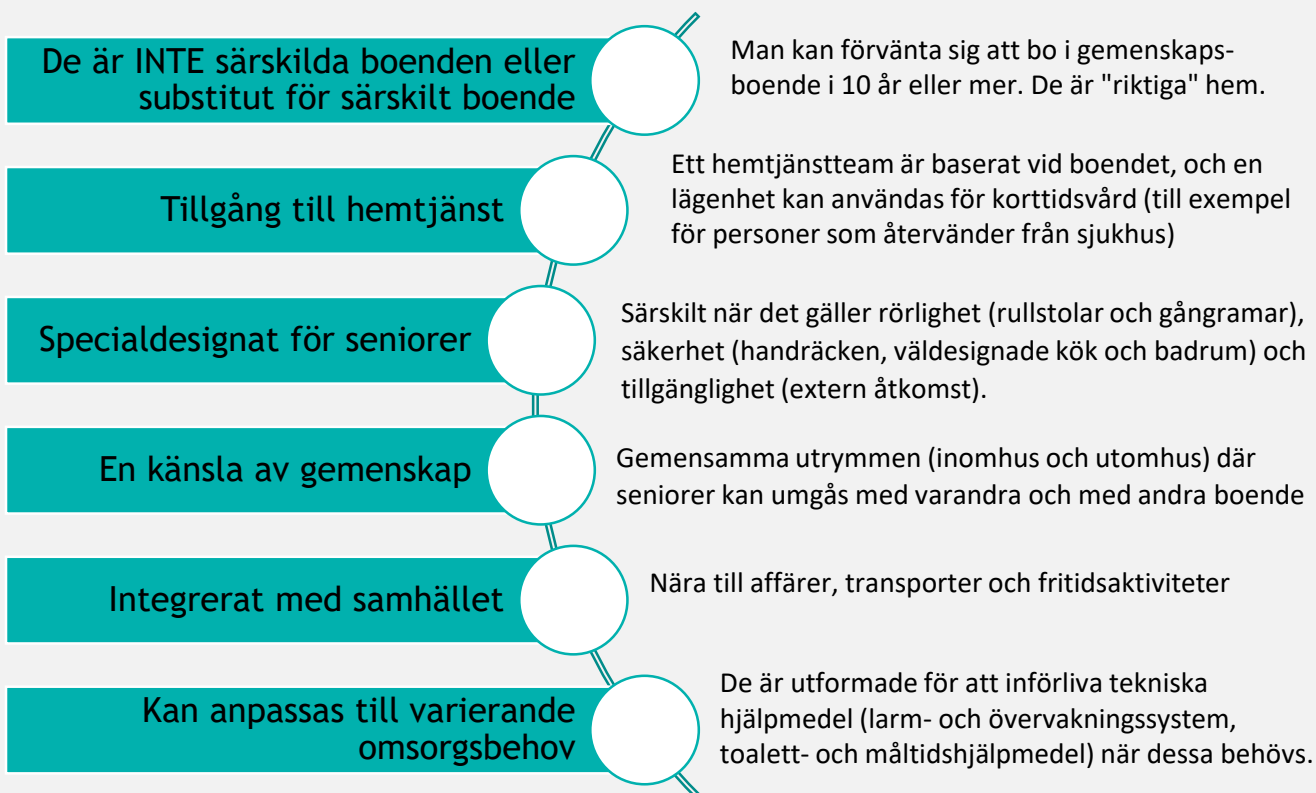 De är INTE särskilda boenden eller
substitut för särskilt boende
Man kan förvänta sig att bo i gemenskaps-
boende i 10 år eller mer. De är "riktiga" hem.
Tillgång till hemtjänst
Ett hemtjänstteam är baserat vid boendet, och en
lägenhet kan användas för korttidsvård (till exempel
för personer som återvänder från sjukhus)
Specialdesignat för seniorer
Särskilt när det gäller rörlighet (rullstolar och gångramar),
säkerhet (handräcken, väldesignade kök och badrum) och
tillgänglighet (extern åtkomst).
En känsla av gemenskap
Gemensamma utrymmen (inomhus och utomhus) där
seniorer kan umgås med varandra och med andra boende
Integrerat med samhället
Nära till affärer, transporter och fritidsaktiviteter
Kan anpassas till varierande
omsorgsbehov
De är utformade för att införliva tekniska
hjälpmedel (larm- och övervakningssystem,
toalett- och måltidshjälpmedel) när dessa behövs.